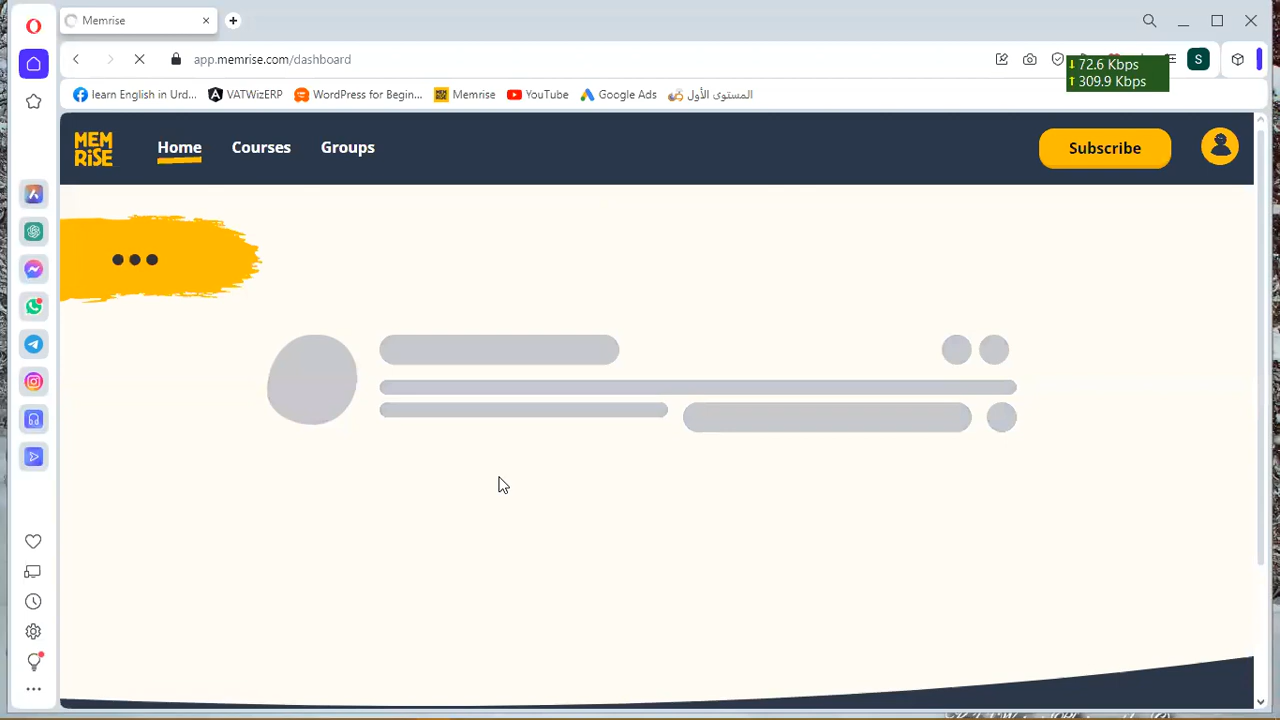 Memrise
app.memrise.com/dashboard
S
↓ 72.6 Kbps
↑ 309.9 Kbps
learn English in Urd...
VATWizERP
WordPress for Begin...
Memrise
YouTube
Google Ads
المستوى الأول
MEM
RiSE
Home
Courses
Groups
Subscribe